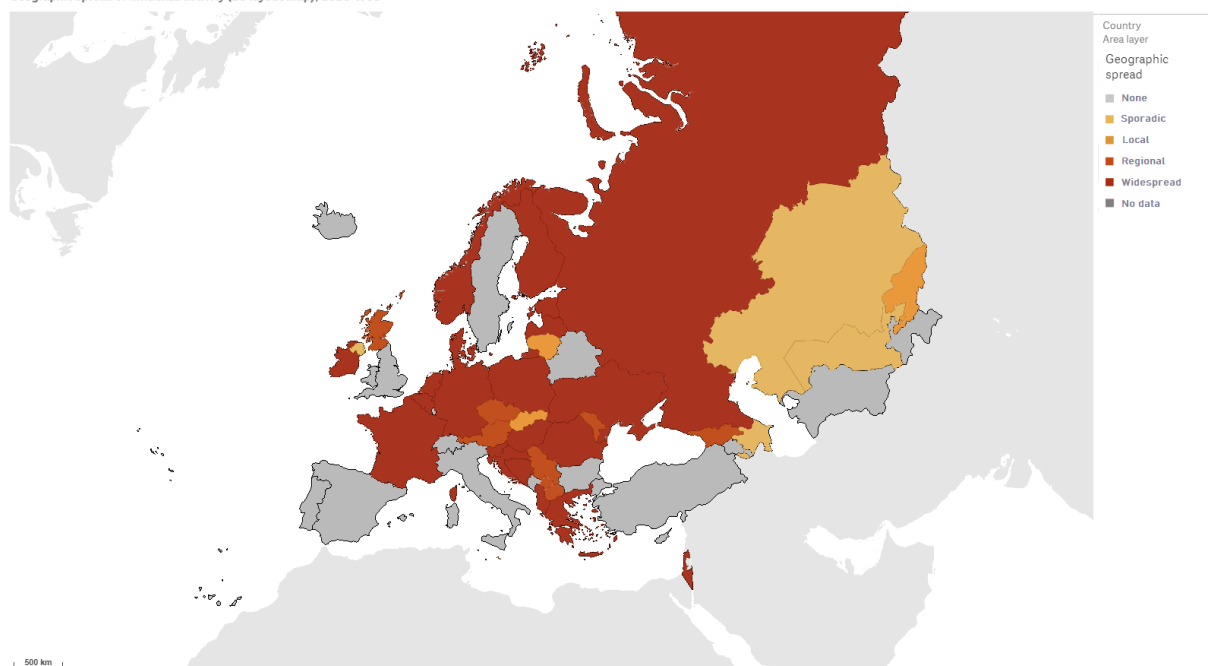 Country
Area layer
Geographic
spread
None
Sporadic
Local
Regional
Widespread
No data
500 km